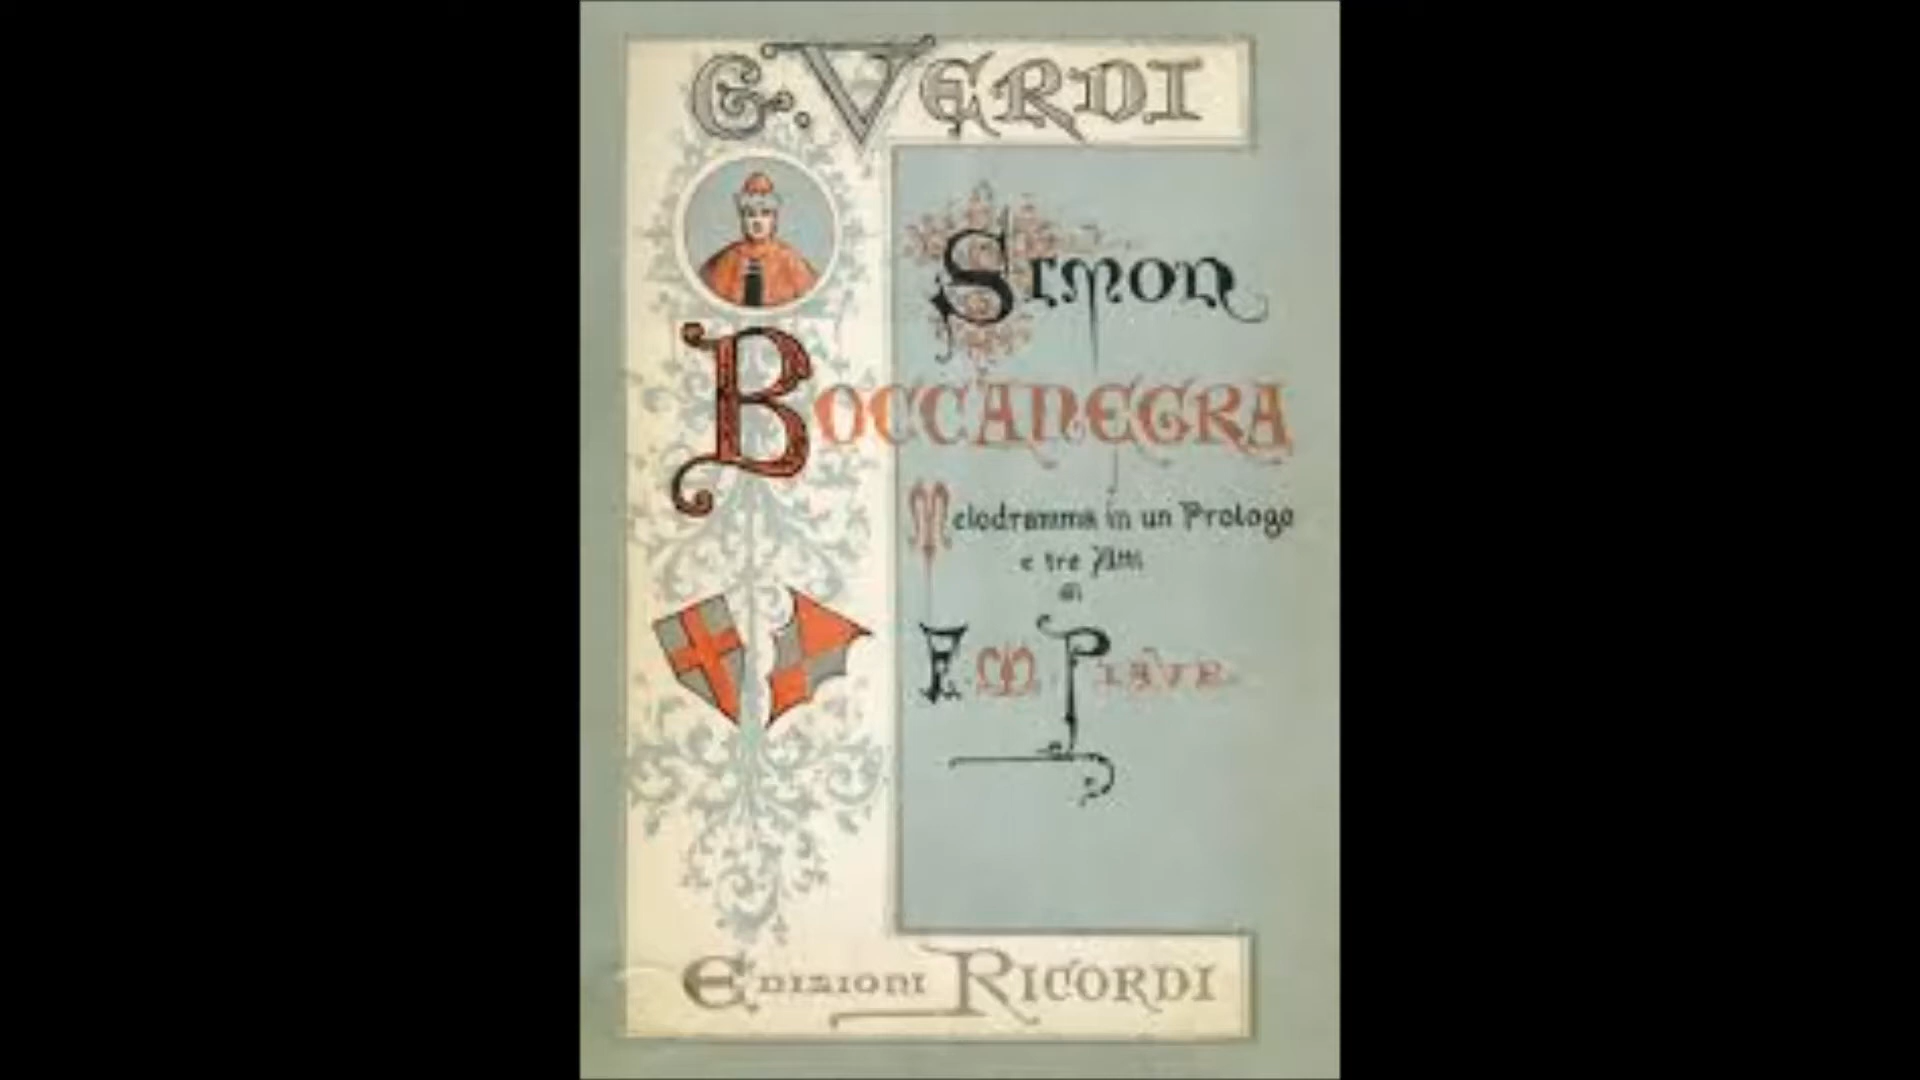 G. VERDI
SIMON
BOCCANEGRA
Melodramma in un Prologo
e tre Atti
di
F. M. PIAVE
EDIZIONI RICORDI